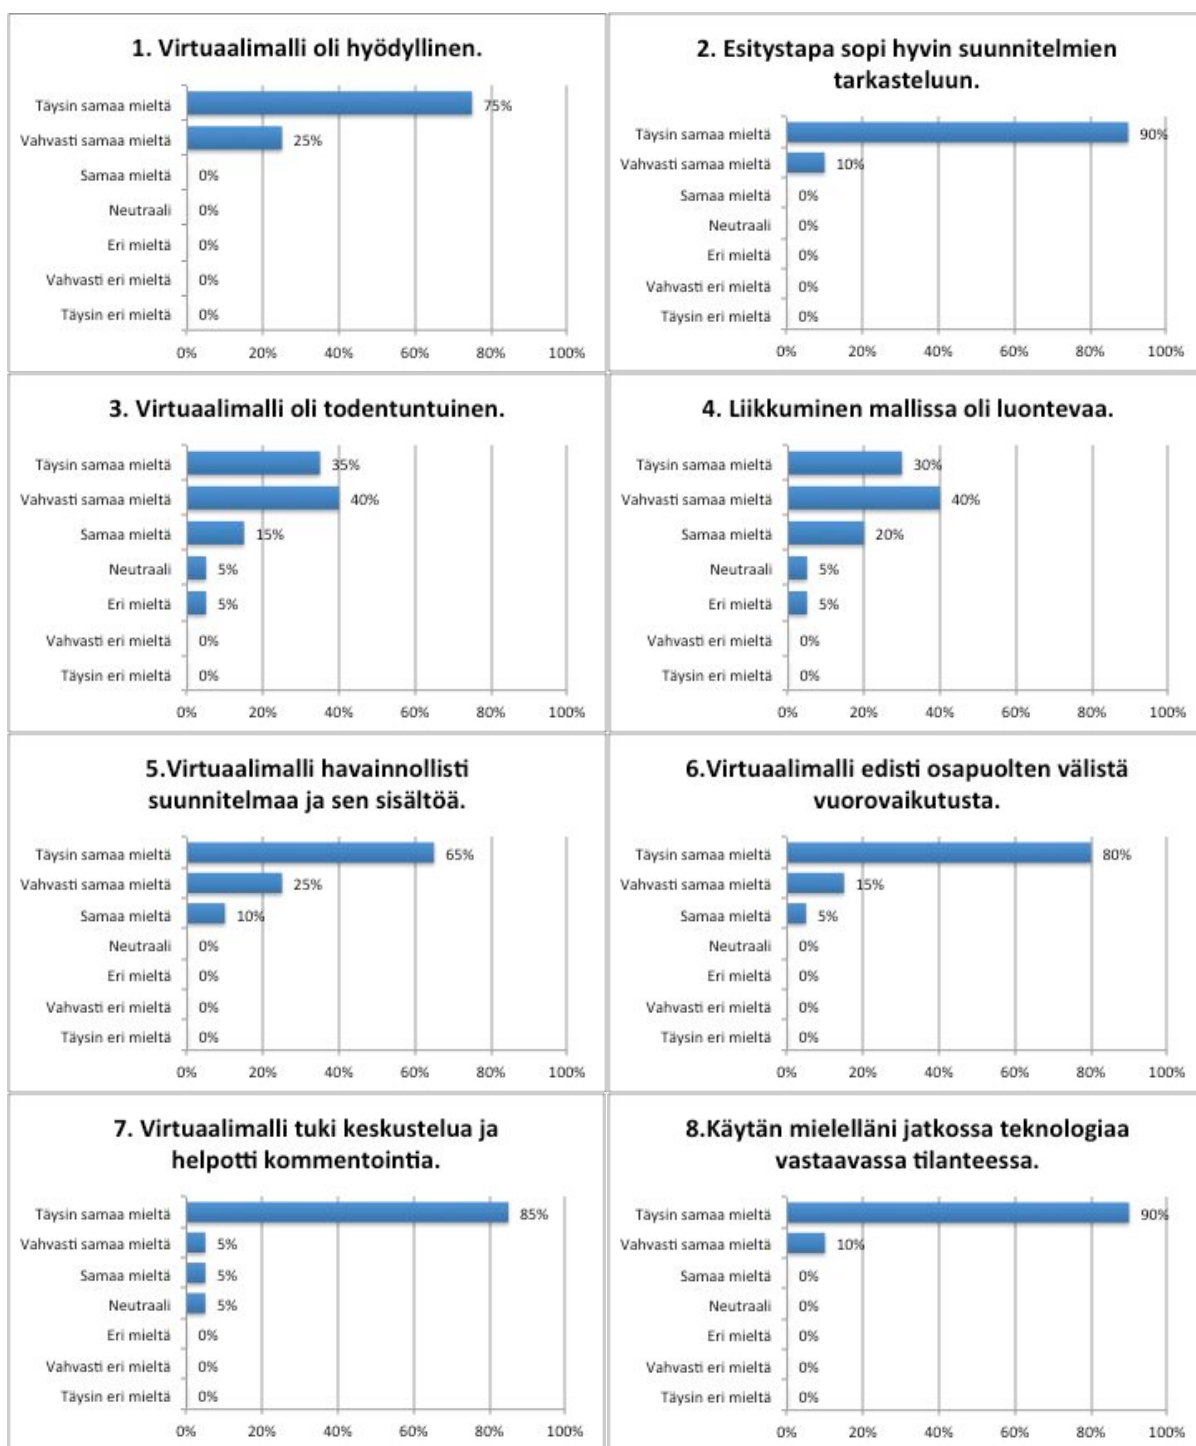 1. Virtuaalimalli oli hyödyllinen.
Täysin samaa mieltä 75%
Vahvasti samaa mieltä 25%
Samaa mieltä 0%
Neutraali 0%
Eri mieltä 0%
Vahvasti eri mieltä 0%
Täysin eri mieltä 0%
0% 20% 40% 60% 80% 100%
2. Esitystapa sopi hyvin suunnitelmien
tarkasteluun.
Täysin samaa mieltä 90%
Vahvasti samaa mieltä 10%
Samaa mieltä 0%
Neutraali 0%
Eri mieltä 0%
Vahvasti eri mieltä 0%
Täysin eri mieltä 0%
0% 20% 40% 60% 80% 100%
3. Virtuaalimalli oli todentuntuinen.
Täysin samaa mieltä 35%
Vahvasti samaa mieltä 40%
Samaa mieltä 15%
Neutraali 5%
Eri mieltä 5%
Vahvasti eri mieltä 0%
Täysin eri mieltä 0%
0% 20% 40% 60% 80% 100%
4. Liikkuminen mallissa oli luontevaa.
Täysin samaa mieltä 30%
Vahvasti samaa mieltä 40%
Samaa mieltä 20%
Neutraali 5%
Eri mieltä 5%
Vahvasti eri mieltä 0%
Täysin eri mieltä 0%
0% 20% 40% 60% 80% 100%
5.Virtuaalimalli havainnollisti
suunnitelmaa ja sen sisältöä.
Täysin samaa mieltä 65%
Vahvasti samaa mieltä 25%
Samaa mieltä 10%
Neutraali 0%
Eri mieltä 0%
Vahvasti eri mieltä 0%
Täysin eri mieltä 0%
0% 20% 40% 60% 80% 100%
6.Virtuaalimalli edisti osapuolten välistä
vuorovaikutusta.
Täysin samaa mieltä 80%
Vahvasti samaa mieltä 15%
Samaa mieltä 5%
Neutraali 0%
Eri mieltä 0%
Vahvasti eri mieltä 0%
Täysin eri mieltä 0%
0% 20% 40% 60% 80% 100%
7. Virtuaalimalli tuki keskustelua ja
helpotti kommentointia.
Täysin samaa mieltä 85%
Vahvasti samaa mieltä 5%
Samaa mieltä 5%
Neutraali 5%
Eri mieltä 0%
Vahvasti eri mieltä 0%
Täysin eri mieltä 0%
0% 20% 40% 60% 80% 100%
8.Käytän mielelläni jatkossa teknologiaa
vastaavassa tilanteessa.
Täysin samaa mieltä 90%
Vahvasti samaa mieltä 10%
Samaa mieltä 0%
Neutraali 0%
Eri mieltä 0%
Vahvasti eri mieltä 0%
Täysin eri mieltä 0%
0% 20% 40% 60% 80% 100%